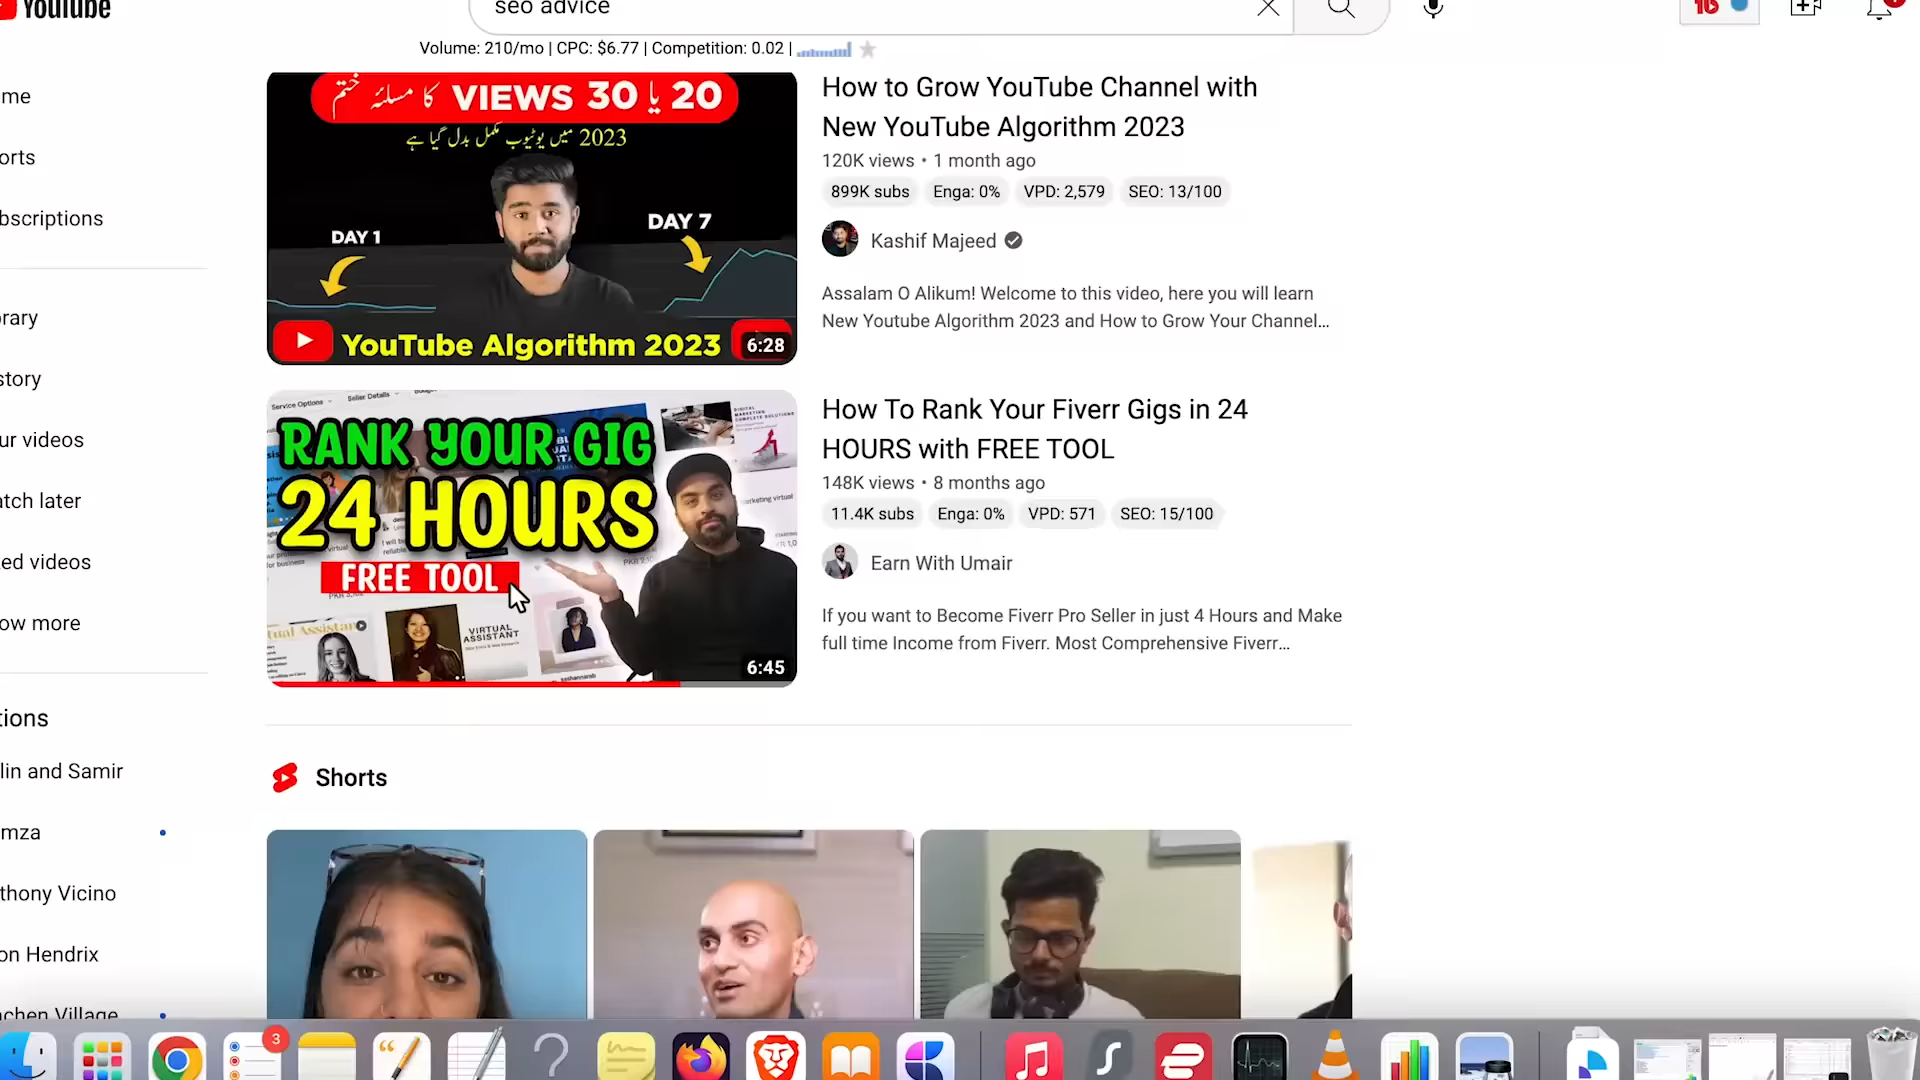 YouTube
seo advice
Volume: 210/mo | CPC: $6.77 | Competition: 0.02 |
me
orts
bscriptions
rary
story
ur videos
atch later
ed videos
ow more
tions
lin and Samir
mza
thony Vicino
on Hendrix
achen Village
20 یا 30 VIEWS کا مسئلہ ختم
2023 میں یوٹیوب مکمل بدل گیا ہے
DAY 1
DAY 7
YouTube Algorithm 2023
6:28
How to Grow YouTube Channel with
New YouTube Algorithm 2023
120K views • 1 month ago
899K subs Enga: 0% VPD: 2,579 SEO: 13/100
Kashif Majeed
Assalam O Alikum! Welcome to this video, here you will learn
New Youtube Algorithm 2023 and How to Grow Your Channel...
Service Options Seller Details
RANK YOUR GIG
24 HOURS
FREE TOOL
VIRTUAL
ASSISTANT
6:45
How To Rank Your Fiverr Gigs in 24
HOURS with FREE TOOL
148K views • 8 months ago
11.4K subs Enga: 0% VPD: 571 SEO: 15/100
Earn With Umair
If you want to Become Fiverr Pro Seller in just 4 Hours and Make
full time Income from Fiverr. Most Comprehensive Fiverr...
Shorts
3